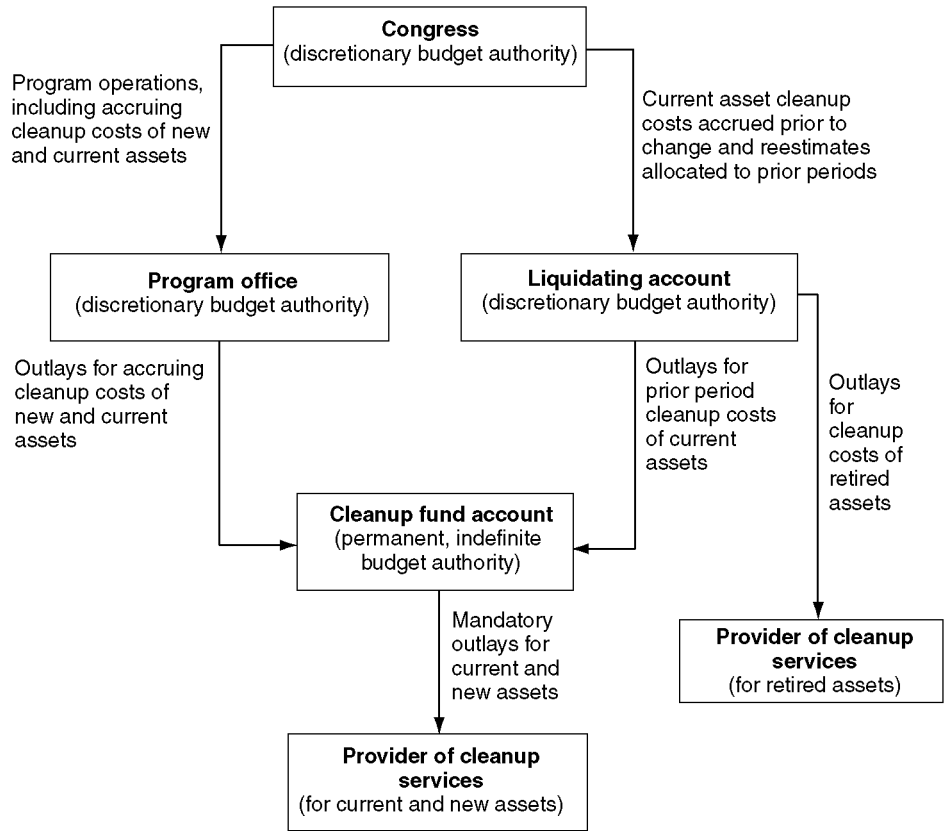 Congress
(discretionary budget authority)
Program operations,
including accruing
cleanup costs of new
and current assets
Current asset cleanup
costs accrued prior to
change and reestimates
allocated to prior periods
Program office
(discretionary budget authority)
Liquidating account
(discretionary budget authority)
Outlays for accruing
cleanup costs of
new and current
assets
Outlays for
prior period
cleanup costs
of current
assets
Outlays
for
cleanup
costs of
retired
assets
Cleanup fund account
(permanent, indefinite
budget authority)
Mandatory
outlays for
current and
new assets
Provider of cleanup
services
(for retired assets)
Provider of cleanup
services
(for current and new assets)